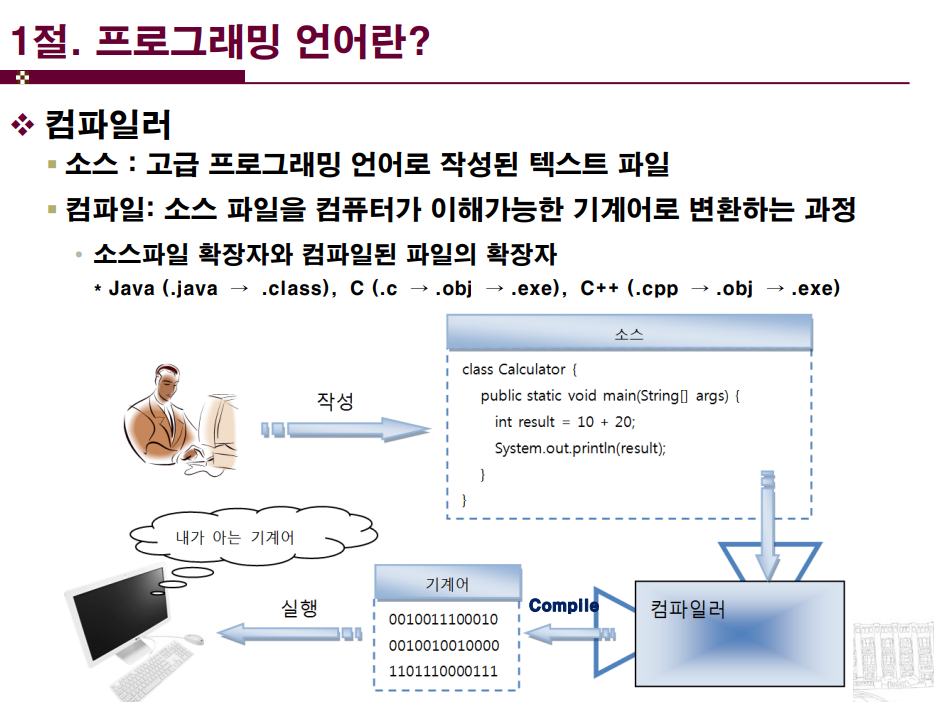 1절. 프로그래밍 언어란?
컴파일러
소스 : 고급 프로그래밍 언어로 작성된 텍스트 파일
컴파일: 소스 파일을 컴퓨터가 이해가능한 기계어로 변환하는 과정
소스파일 확장자와 컴파일된 파일의 확장자
* Java (.java → .class), C (.c → .obj → .exe), C++ (.cpp → .obj → .exe)
작성
소스
class Calculator {
public static void main(String[] args) {
int result = 10 + 20;
System.out.println(result);
}
}
내가 아는 기계어
실행
기계어
0010011100010
0010010010000
1101110000111
Compile
컴파일러